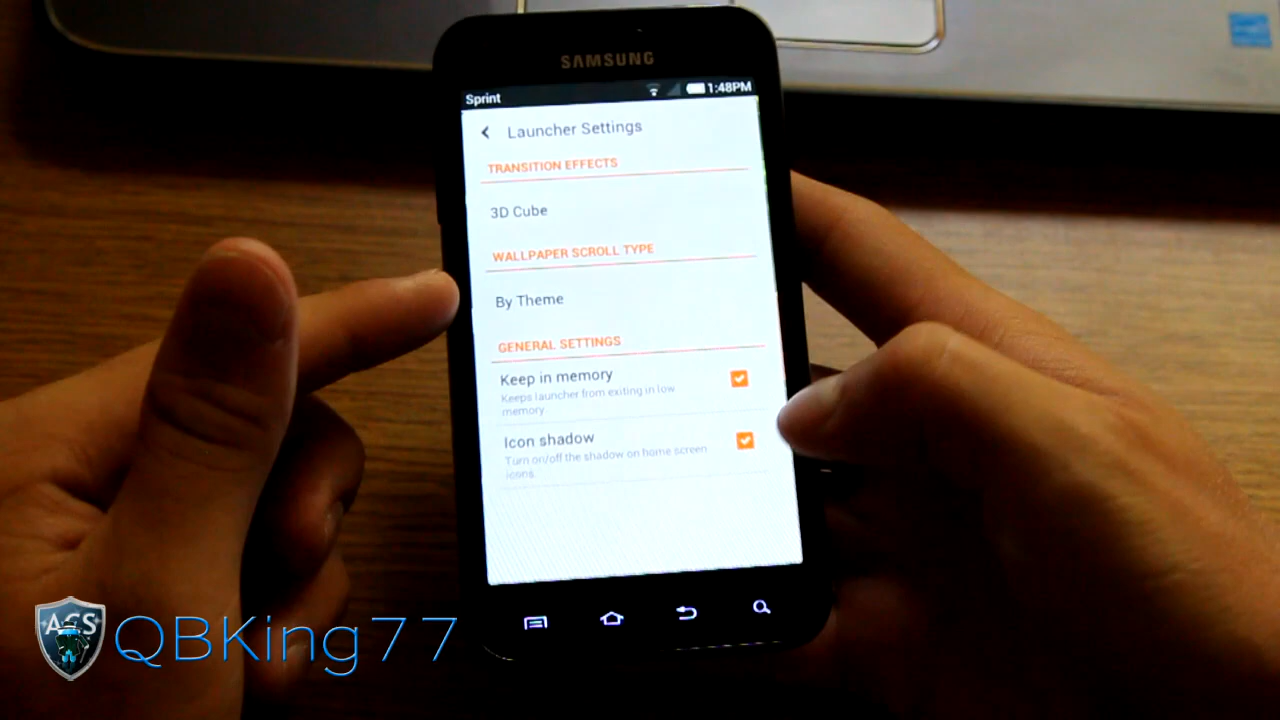 SAMSUNG
Sprint 1:48PM
Launcher Settings
TRANSITION EFFECTS
3D Cube
WALLPAPER SCROLL TYPE
By Theme
GENERAL SETTINGS
Keep in memory
Keeps launcher from exiting in low
memory.
Icon shadow
Turn on/off the shadow on home screen
icons.
ACS QBKing77